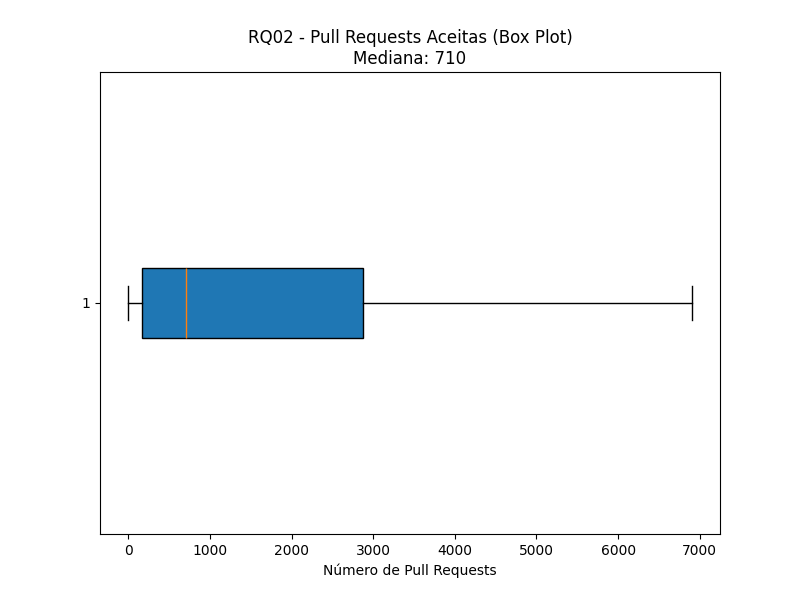 RQ02 - Pull Requests Aceitas (Box Plot)
Mediana: 710
1
0 1000 2000 3000 4000 5000 6000 7000
Número de Pull Requests